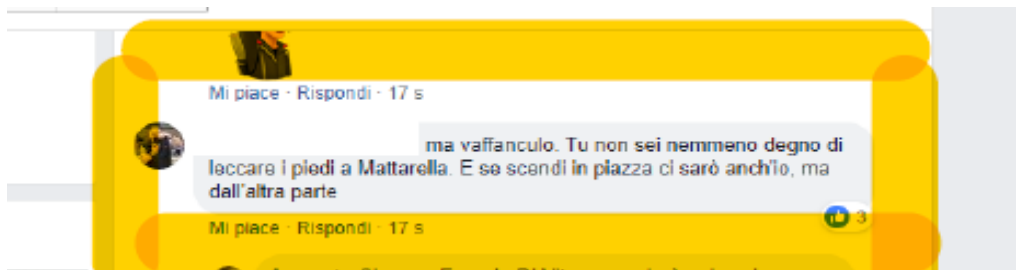 Mi piace · Rispondi · 17 s
ma vaffanculo. Tu non sei nemmeno degno di
leccare i piedi a Mattarella. E se scendi in piazza ci sarò anch'io, ma
dall'altra parte
3
Mi piace · Rispondi · 17 s